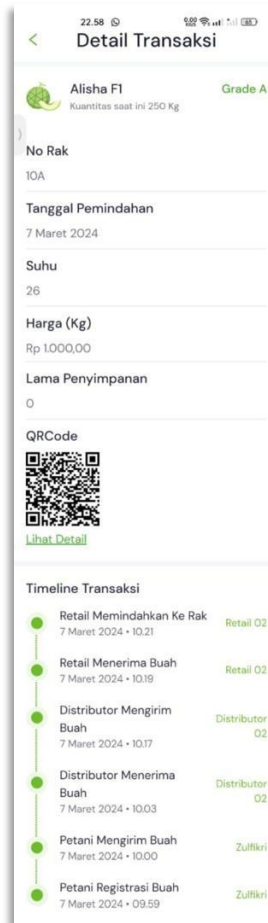 22.58
Detail Transaksi
Alisha F1
Grade A
Kuantitas saat ini 250 Kg
No Rak
10A
Tanggal Pemindahan
7 Maret 2024
Suhu
26
Harga (Kg)
Rp 1.000,00
Lama Penyimpanan
0
QRCode
Lihat Detail
Timeline Transaksi
Retail Memindahkan Ke Rak
7 Maret 2024 • 10.21
Retail 02
Retail Menerima Buah
7 Maret 2024 • 10.19
Retail 02
Distributor Mengirim
Buah
7 Maret 2024 • 10.17
Distributor
02
Distributor Menerima
Buah
7 Maret 2024 • 10.03
Distributor
02
Petani Mengirim Buah
7 Maret 2024 • 10.00
Zulfikri
Petani Registrasi Buah
7 Maret 2024 • 09.59
Zulfikri